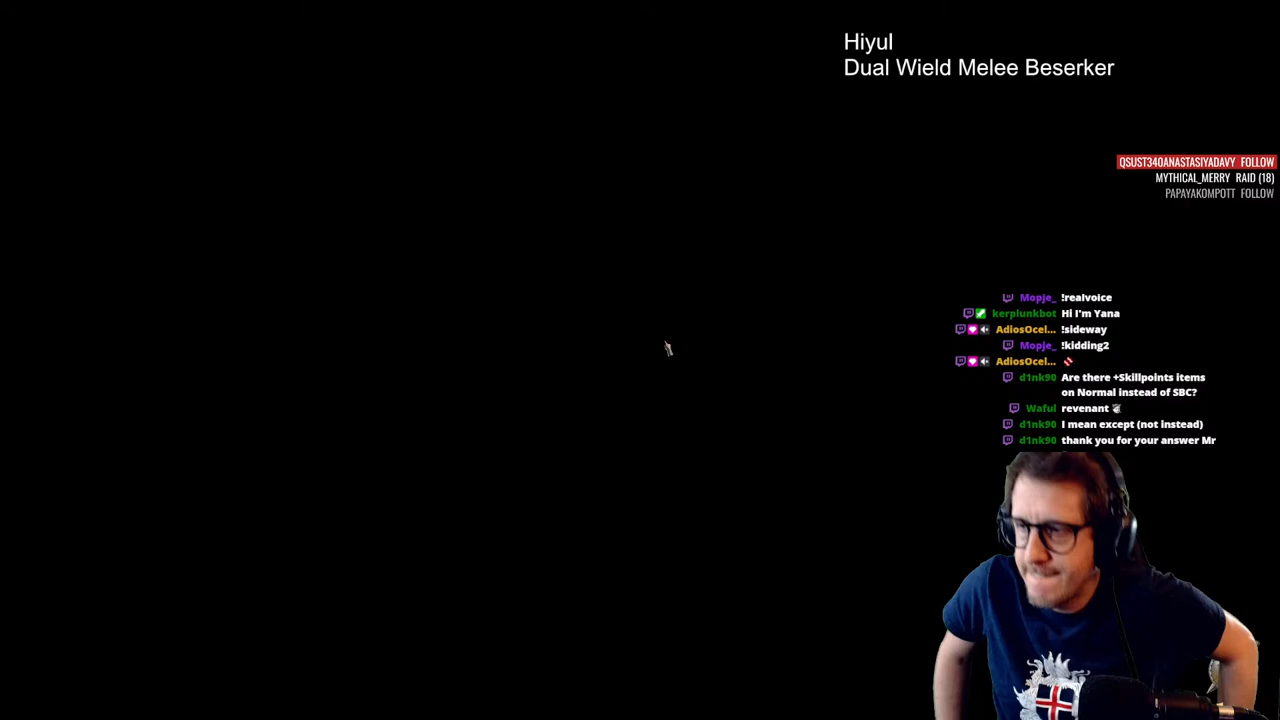 Hiyul
Dual Wield Melee Beserker
QSUST340ANASTASIYADAVY FOLLOW
MYTHICAL_MERRY RAID (18)
PAPAYAKOMPOTT FOLLOW
Mopje_ !realvoice
kerplunkbot Hi I'm Yana
AdiosOcel... !sideway
Mopje_ !kidding2
AdiosOcel...
d1nk90 Are there +Skillpoints items
on Normal instead of SBC?
Waful revenant
d1nk90 I mean except (not instead)
d1nk90 thank you for your answer Mr